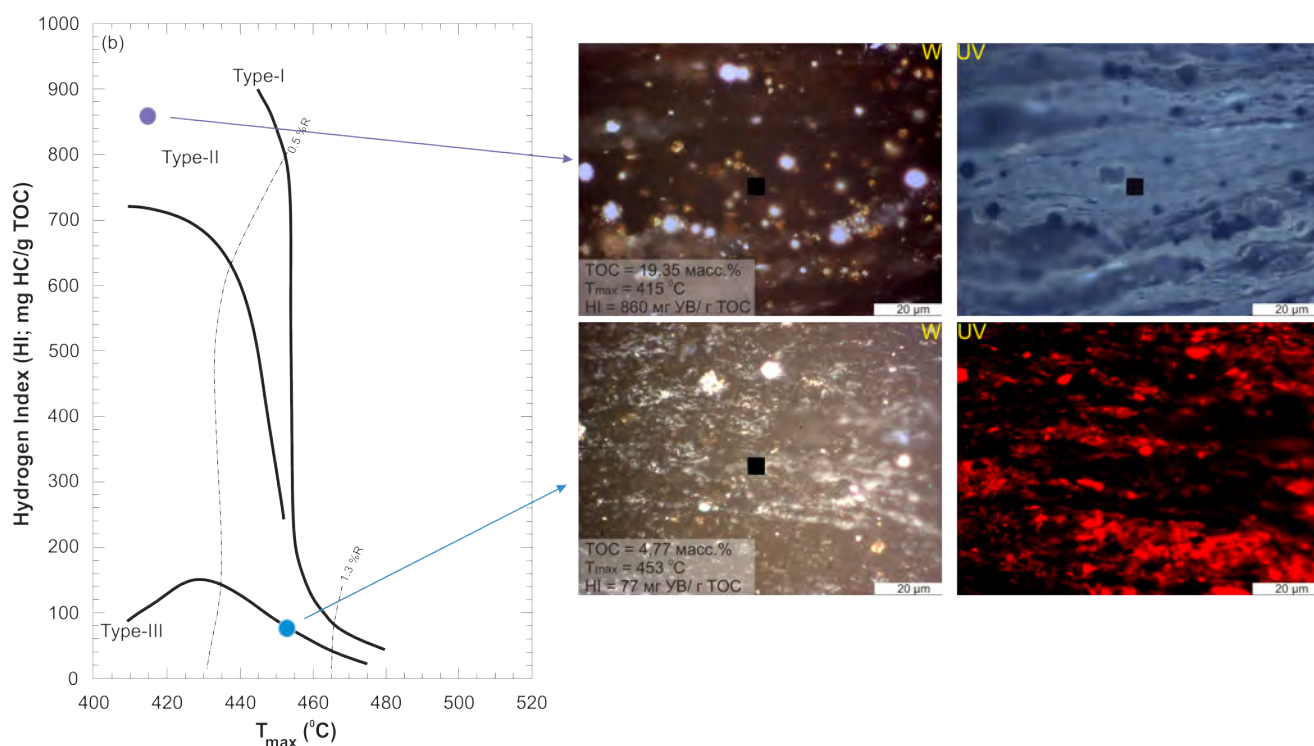 (b)
1000
900
800
700
600
500
400
300
200
100
0
Hydrogen Index (HI; mg HC/g TOC)
Type-I
0.5 %R
Type-II
1.3 %R
Type-III
400 420 440 460 480 500 520
Tmax (⁰C)
W
TOC = 19,35 масс.%
Tmax = 415 ⁰C
HI = 860 мг УВ/ г TOC
20 µm
UV
20 µm
W
TOC = 4,77 масс.%
Tmax = 453 ⁰C
HI = 77 мг УВ/ г TOC
20 µm
UV
20 µm